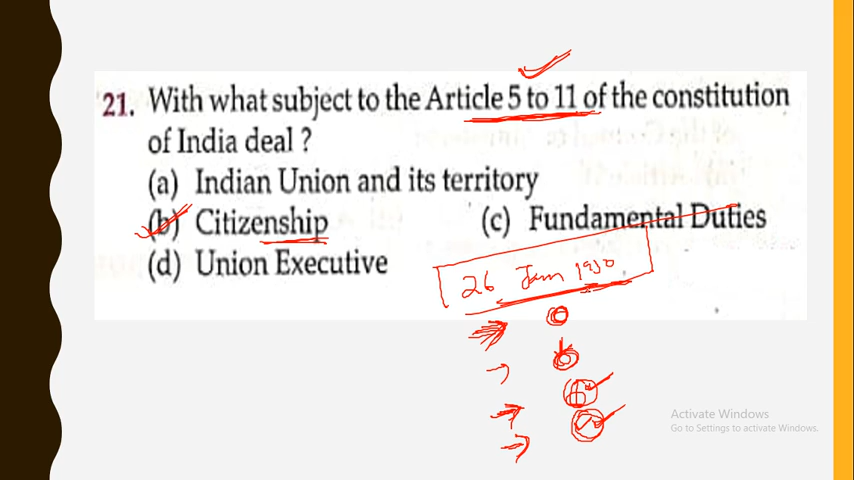 21. With what subject to the Article 5 to 11 of the constitution
of India deal ?
(a) Indian Union and its territory
(b) Citizenship (c) Fundamental Duties
(d) Union Executive
26 Jan 1950
Activate Windows
Go to Settings to activate Windows.